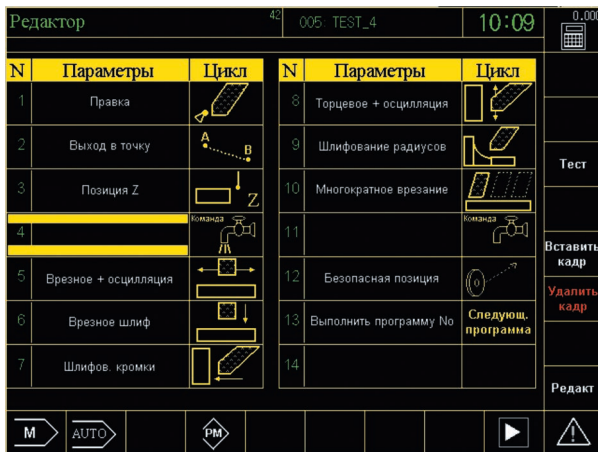 Редактор
42
005: TEST_4
10:09
0.000
N Параметры Цикл
1 Правка
2 Выход в точку A B
3 Позиция Z Z
4 Команда
5 Врезное + осцилляция
6 Врезное шлиф
7 Шлифов. кромки
N Параметры Цикл
8 Торцевое + осцилляция
9 Шлифование радиусов
10 Многократное врезание
11 Команда
12 Безопасная позиция
13 Выполнить программу No Следующ.
программа
14
Тест
Вставить
кадр
Удалить
кадр
Редакт
M
AUTO
PM